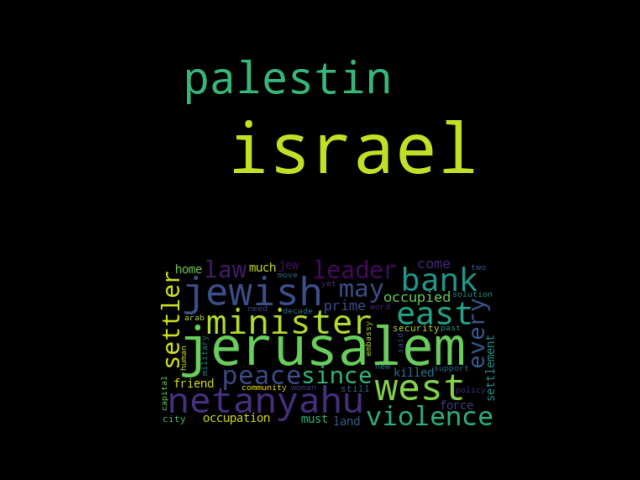 palestin
israel
home law much jew leader come two
move
settler jewish yet may bank
need decade prime word occupied solution
arab minister embassy security past east every
human military jerusalem said
peace since new killed support settlement
friend community woman still west policy
capital netanyahu force
city occupation must land violence